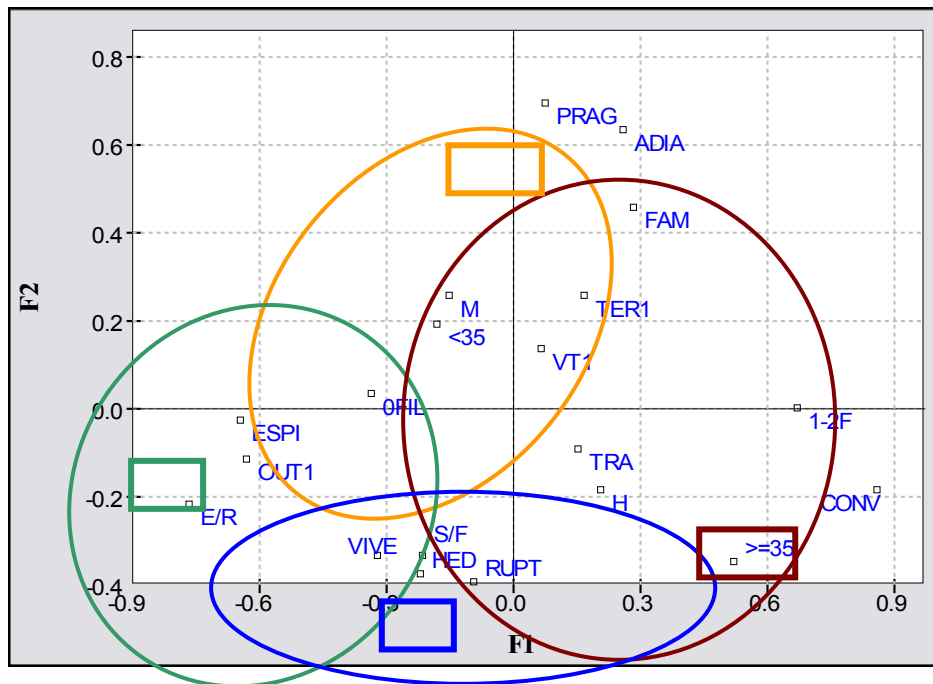 0.8
PRAG
ADIA
0.6
FAM
0.4
M
TER1
<35
0.2
VT1
F2
0FIL
0.0
1-2F
ESPI
OUT1
TRA
-0.2
E/R
H
CONV
VIVE
S/F
HED
RUPT
>=35
-0.4
-0.9
-0.6
-0.3
0.0
0.3
0.6
0.9
F1